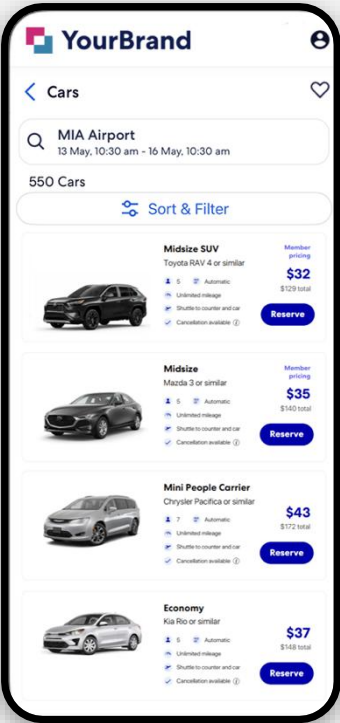 YourBrand
Cars
MIA Airport
13 May, 10:30 am - 16 May, 10:30 am
550 Cars
Sort & Filter
Midsize SUV
Member pricing
Toyota RAV 4 or similar
$32
5 Automatic
$129 total
Unlimited mileage
Shuttle to counter and car
Reserve
Cancellation available
Midsize
Member pricing
Mazda 3 or similar
$35
5 Automatic
$140 total
Unlimited mileage
Shuttle to counter and car
Reserve
Cancellation available
Mini People Carrier
Chrysler Pacifica or similar
$43
7 Automatic
$172 total
Unlimited mileage
Shuttle to counter and car
Reserve
Cancellation available
Economy
Kia Rio or similar
$37
5 Automatic
$148 total
Unlimited mileage
Shuttle to counter and car
Reserve
Cancellation available